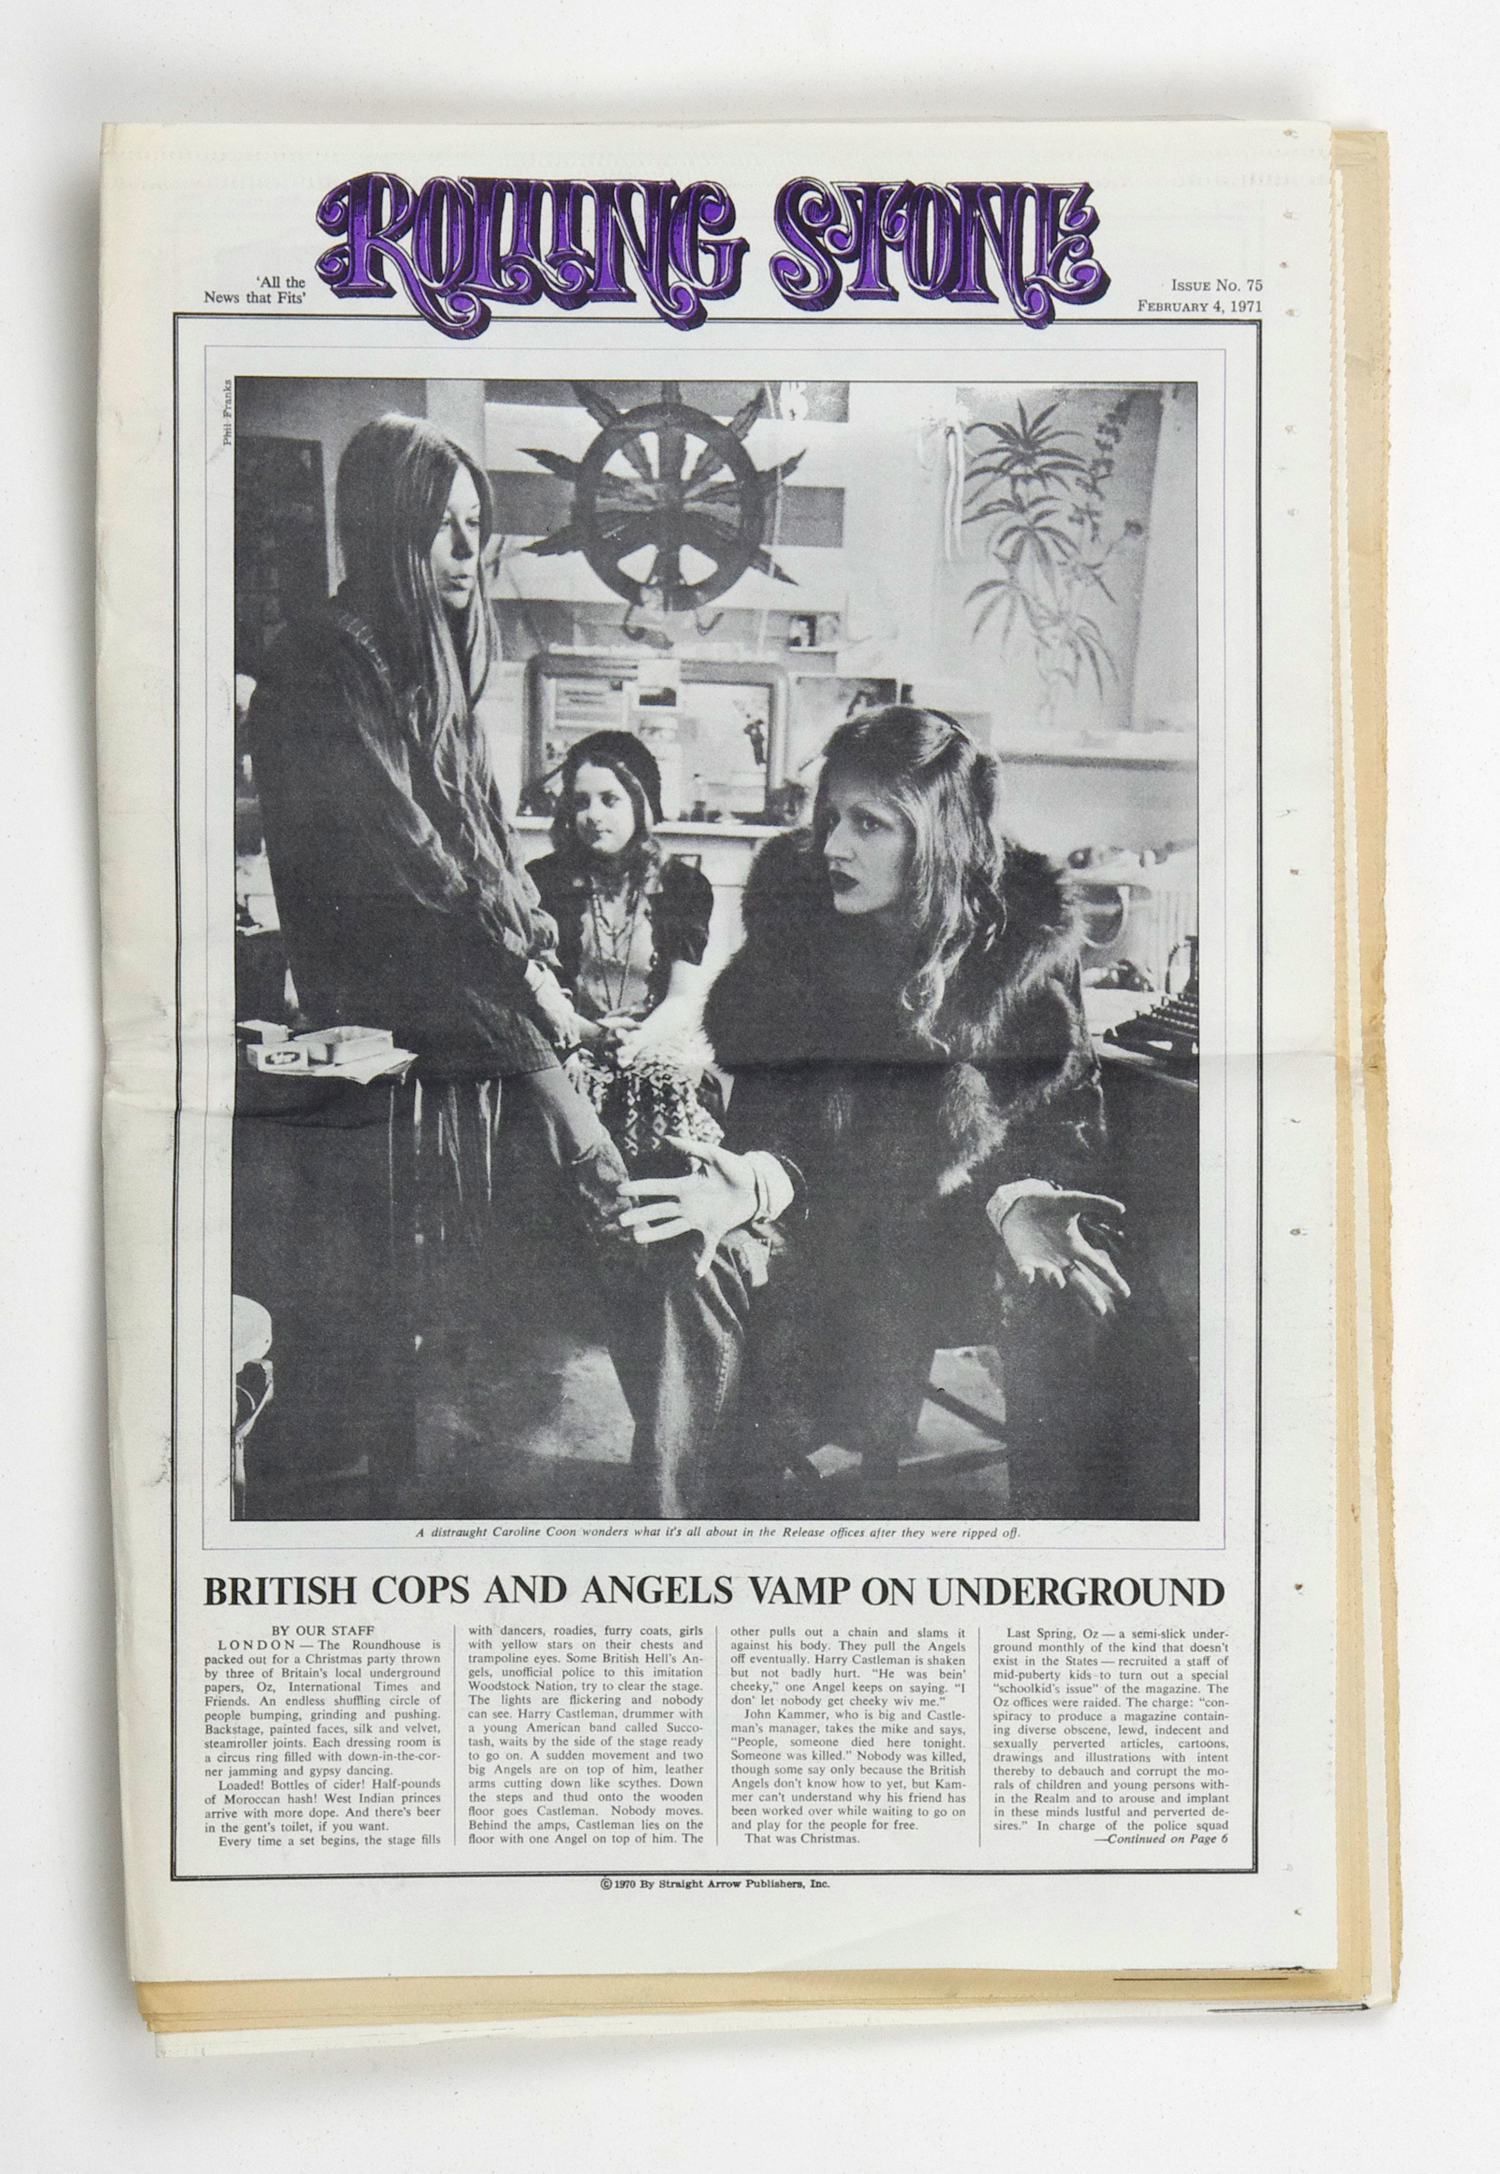 ROLLING STONE
'All the
News that Fits'
ISSUE No. 75
FEBRUARY 4, 1971
Phil Franks
A distraught Caroline Coon wonders what it's all about in the Release offices after they were ripped off.
BRITISH COPS AND ANGELS VAMP ON UNDERGROUND
BY OUR STAFF
LONDON — The Roundhouse is
packed out for a Christmas party thrown
by three of Britain's local underground
papers, Oz, International Times and
Friends. An endless shuffling circle of
people bumping, grinding and pushing.
Backstage, painted faces, silk and velvet,
steamroller joints. Each dressing room is
a circus ring filled with down-in-the-cor-
ner jamming and gypsy dancing.
Loaded! Bottles of cider! Half-pounds
of Moroccan hash! West Indian princes
arrive with more dope. And there's beer
in the gent's toilet, if you want.
Every time a set begins, the stage fills
with dancers, roadies, furry coats, girls
with yellow stars on their chests and
trampoline eyes. Some British Hell's An-
gels, unofficial police to this imitation
Woodstock Nation, try to clear the stage.
The lights are flickering and nobody
can see. Harry Castleman, drummer with
a young American band called Succo-
tash, waits by the side of the stage ready
to go on. A sudden movement and two
big Angels are on top of him, leather
arms cutting down like scythes. Down
the steps and thud onto the wooden
floor goes Castleman. Nobody moves.
Behind the amps, Castleman lies on the
floor with one Angel on top of him. The
other pulls out a chain and slams it
against his body. They pull the Angels
off eventually. Harry Castleman is shaken
but not badly hurt. "He was bein'
cheeky," one Angel keeps on saying. "I
don' let nobody get cheeky wiv me."
John Kammer, who is big and Castle-
man's manager, takes the mike and says,
"People, someone died here tonight.
Someone was killed." Nobody was killed,
though some say only because the British
Angels don't know how to yet, but Kam-
mer can't understand why his friend has
been worked over while waiting to go on
and play for the people for free.
That was Christmas.
Last Spring, Oz — a semi-slick under-
ground monthly of the kind that doesn't
exist in the States — recruited a staff of
mid-puberty kids to turn out a special
"schoolkid's issue" of the magazine. The
Oz offices were raided. The charge: "con-
spiracy to produce a magazine contain-
ing diverse obscene, lewd, indecent and
sexually perverted articles, cartoons,
drawings and illustrations with intent
thereby to debauch and corrupt the mo-
rals of children and young persons with-
in the Realm and to arouse and implant
in these minds lustful and perverted de-
sires." In charge of the police squad
—Continued on Page 6
©1970 By Straight Arrow Publishers, Inc.